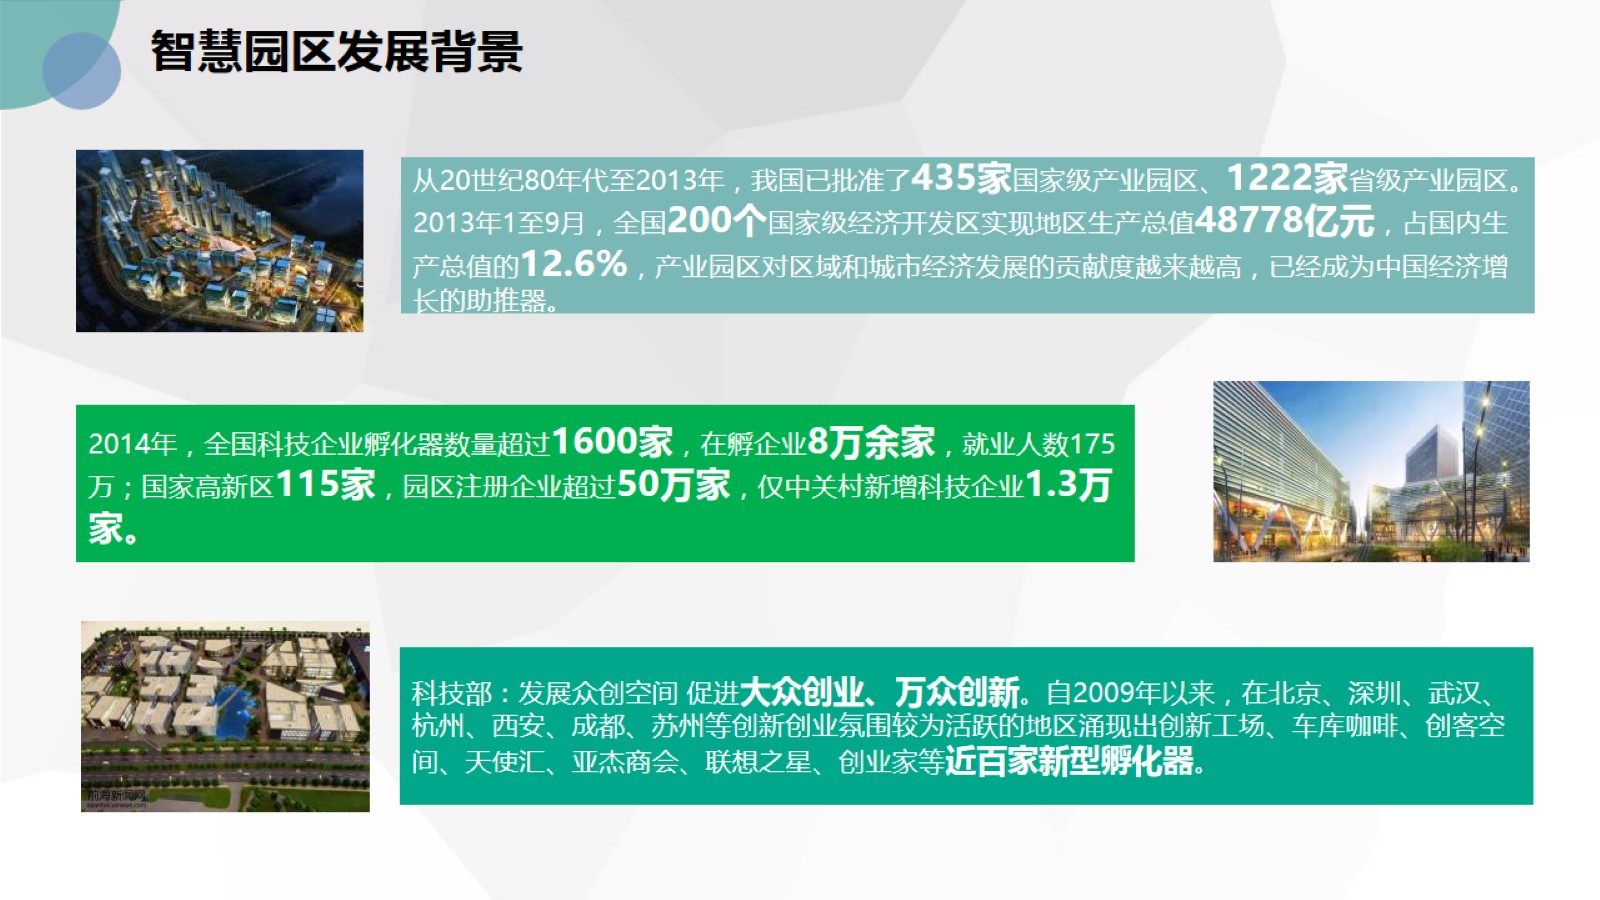 智慧园区发展背景
从20世纪80年代至2013年，我国已批准了435家国家级产业园区、1222家省级产业园区。
2013年1至9月，全国200个国家级经济开发区实现地区生产总值48778亿元，占国内生
产总值的12.6%，产业园区对区域和城市经济发展的贡献度越来越高，已经成为中国经济增
长的助推器。
2014年，全国科技企业孵化器数量超过1600家，在孵企业8万余家，就业人数175
万；国家高新区115家，园区注册企业超过50万家，仅中关村新增科技企业1.3万
家。
科技部：发展众创空间 促进大众创业、万众创新。自2009年以来，在北京、深圳、武汉、
杭州、西安、成都、苏州等创新创业氛围较为活跃的地区涌现出创新工场、车库咖啡、创客空
间、天使汇、亚杰商会、联想之星、创业家等近百家新型孵化器。
前海新闻网